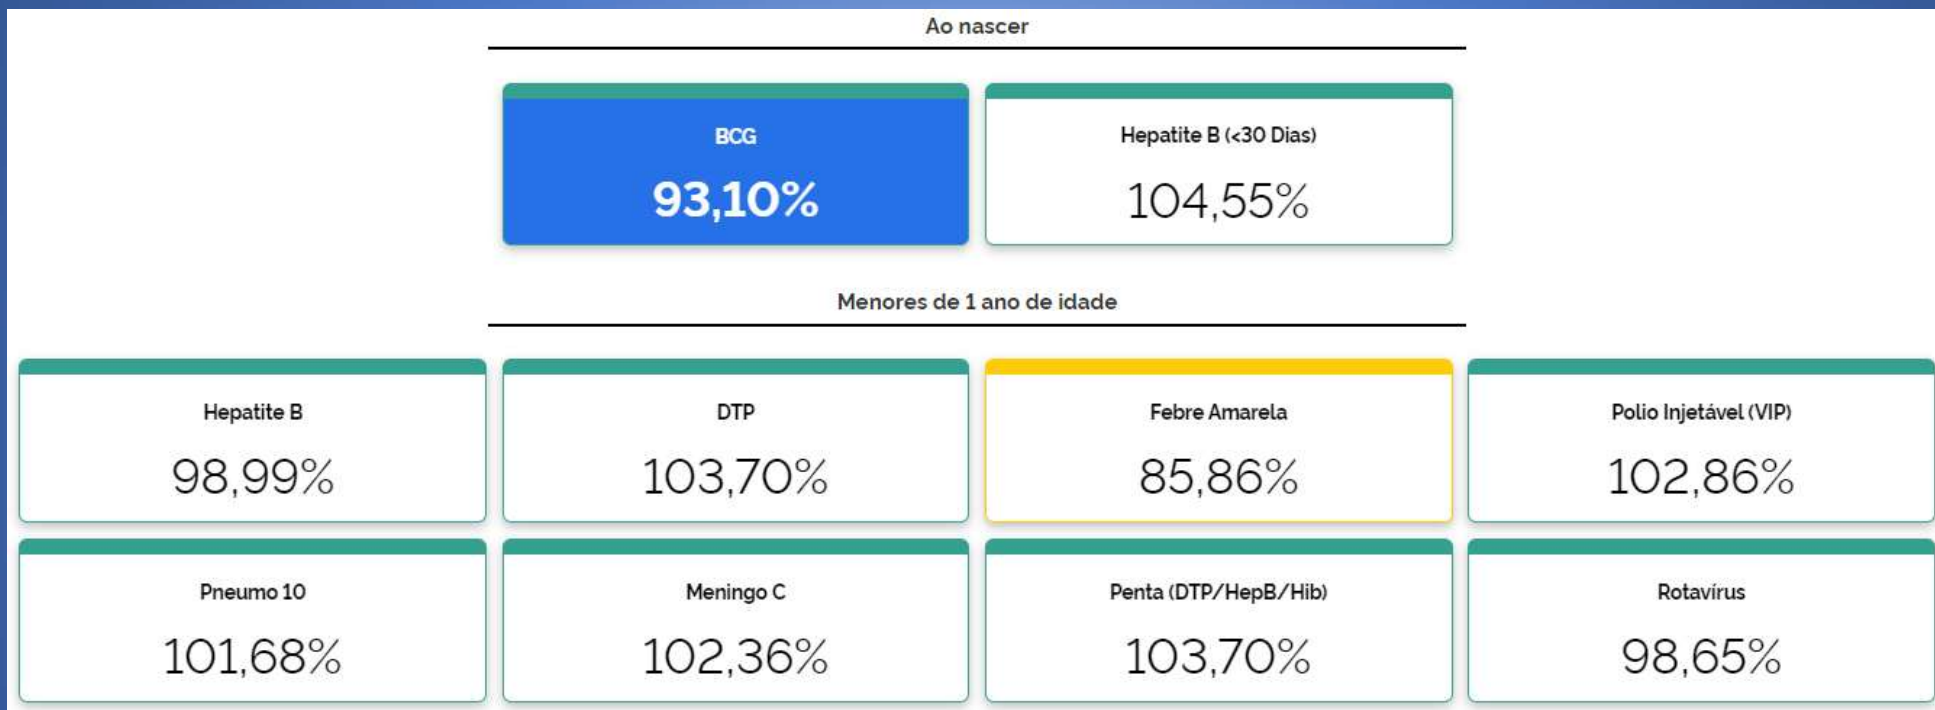 Ao nascer
BCG
93,10%
Hepatite B (<30 Dias)
104,55%
Menores de 1 ano de idade
Hepatite B
98,99%
DTP
103,70%
Febre Amarela
85,86%
Polio Injetável (VIP)
102,86%
Pneumo 10
101,68%
Meningo C
102,36%
Penta (DTP/HepB/Hib)
103,70%
Rotavírus
98,65%